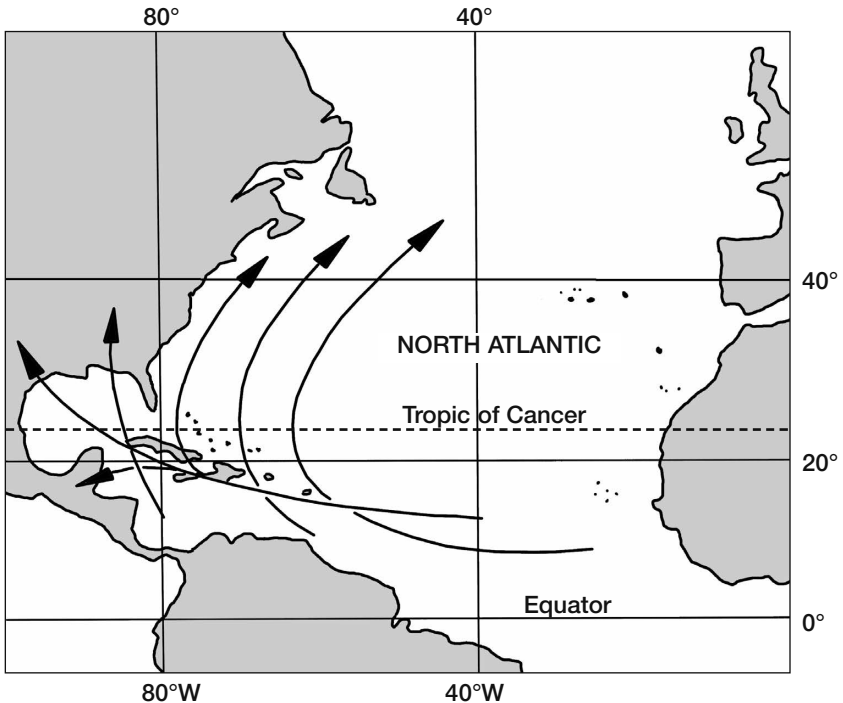 80° 40°
40°
NORTH ATLANTIC
Tropic of Cancer
20°
Equator
0°
80°W 40°W